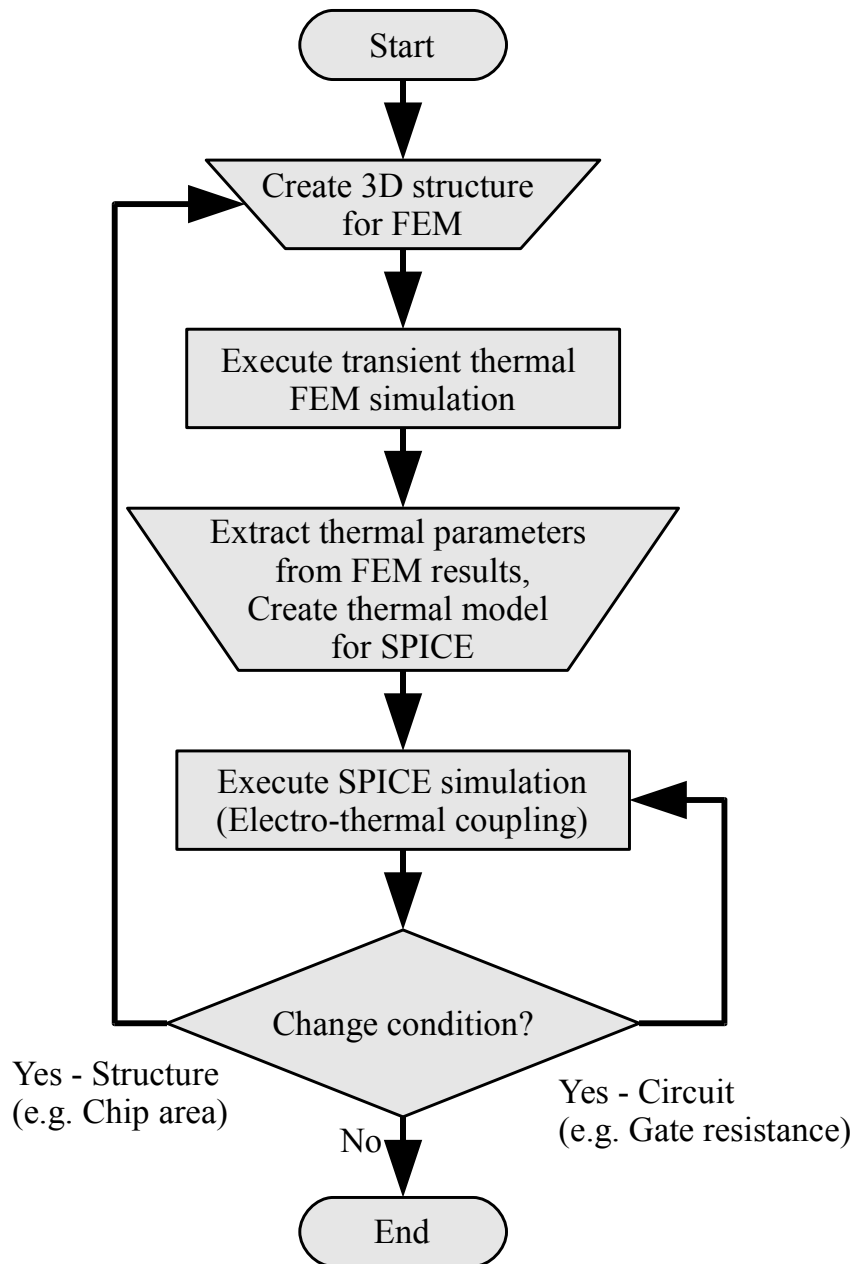 Start
Create 3D structure
for FEM
Execute transient thermal
FEM simulation
Extract thermal parameters
from FEM results,
Create thermal model
for SPICE
Execute SPICE simulation
(Electro-thermal coupling)
Change condition?
Yes - Structure
(e.g. Chip area)
Yes - Circuit
(e.g. Gate resistance)
No
End